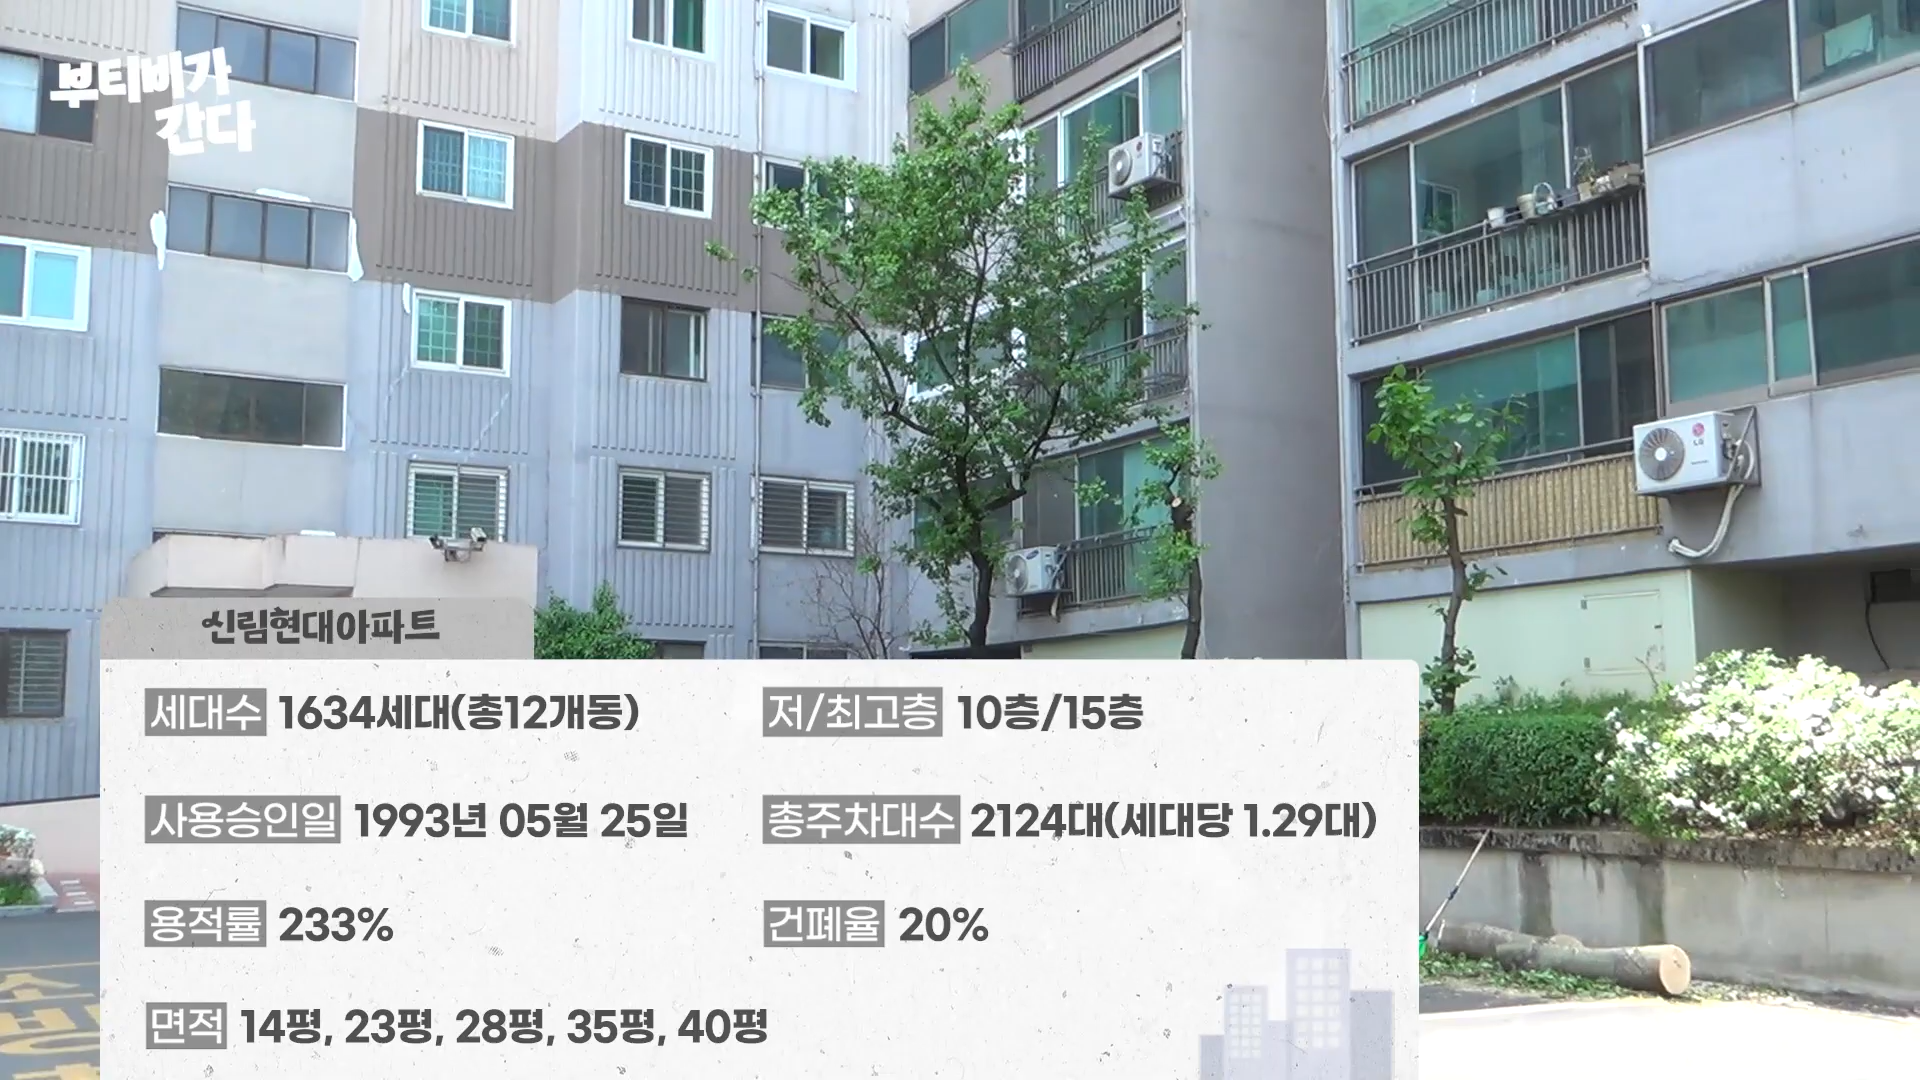 부티비가
간다
신림현대아파트
세대수 1634세대(총12개동)
저/최고층 10층/15층
사용승인일 1993년 05월 25일
총주차대수 2124대(세대당 1.29대)
용적률 233%
건폐율 20%
면적 14평, 23평, 28평, 35평, 40평
LG